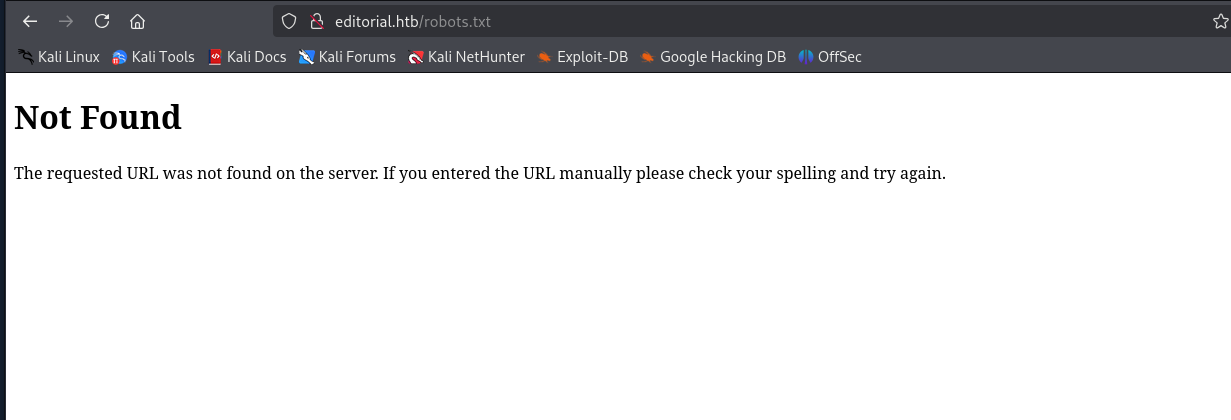 editorial.htb/robots.txt
Kali Linux Kali Tools Kali Docs Kali Forums Kali NetHunter Exploit-DB Google Hacking DB OffSec
Not Found
The requested URL was not found on the server. If you entered the URL manually please check your spelling and try again.